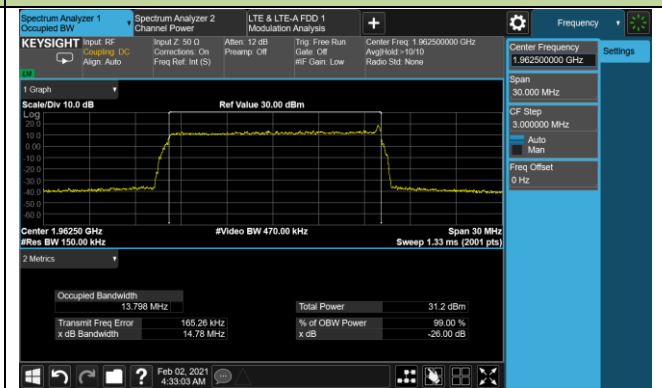 Spectrum Analyzer 1
Occupied BW
Spectrum Analyzer 2
Channel Power
LTE & LTE-A FDD 1
Modulation Analysis
Frequency
KEYSIGHT
Input: RF
Coupling: DC
Align: Auto
Input Z: 50 Ω
Corrections: On
Freq Ref: Int (S)
Atten: 12 dB
Preamp: Off
Trig: Free Run
Gate: Off
#IF Gain: Low
Center Freq: 1.962500000 GHz
Avg|Hold:>10/10
Radio Std: None
Center Frequency
1.962500000 GHz
Settings
Span
30.000 MHz
CF Step
3.000000 MHz
Auto
Man
Freq Offset
0 Hz
1 Graph
Scale/Div 10.0 dB
Ref Value 30.00 dBm
Log
20.0
10.0
0.00
-10.0
-20.0
-30.0
-40.0
-50.0
-60.0
Center 1.96250 GHz
#Video BW 470.00 kHz
Span 30 MHz
#Res BW 150.00 kHz
Sweep 1.33 ms (2001 pts)
2 Metrics
Occupied Bandwidth
13.798 MHz
Total Power 31.2 dBm
Transmit Freq Error 165.26 kHz
% of OBW Power 99.00 %
x dB Bandwidth 14.78 MHz
x dB -26.00 dB
Feb 02, 2021
4:33:03 AM